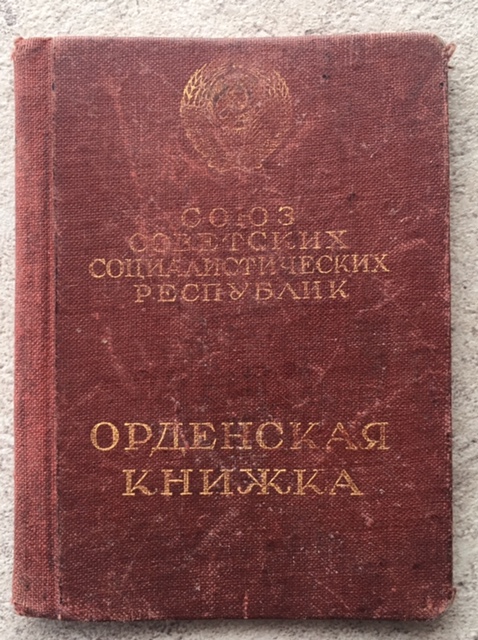 СОЮЗ
СОВЕТСКИХ
СОЦИАЛИСТИЧЕСКИХ
РЕСПУБЛИК
ОРДЕНСКАЯ
КНИЖКА